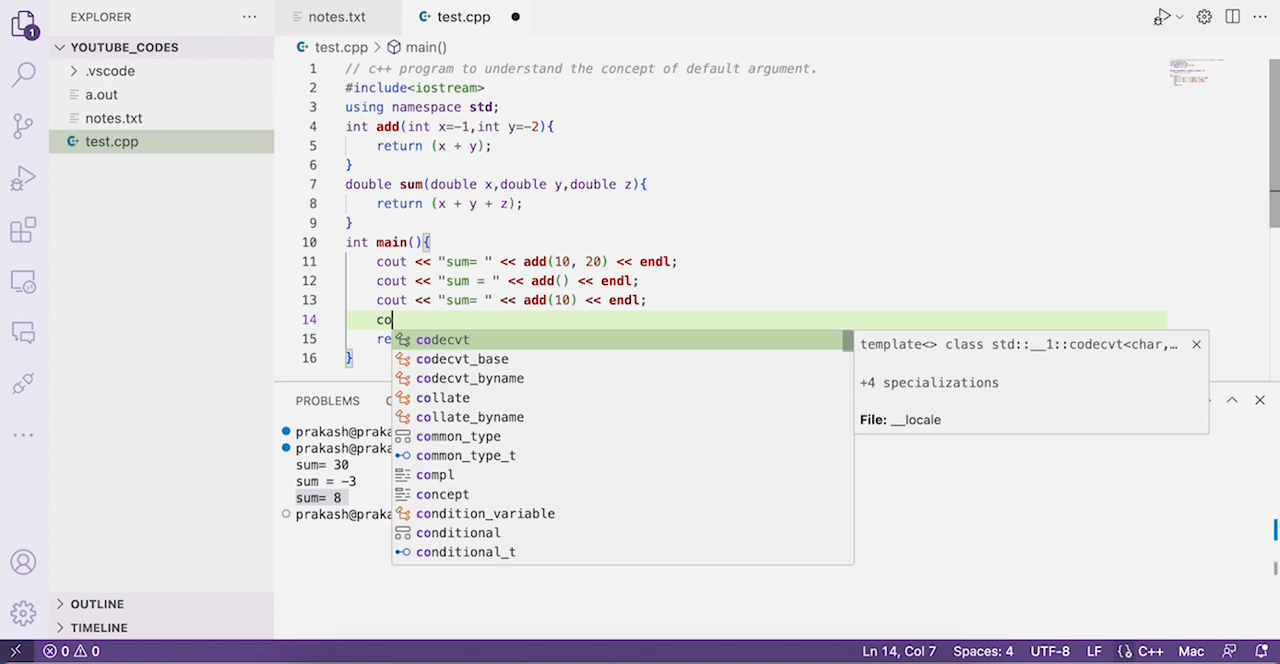 EXPLORER ···
YOUTUBE_CODES
.vscode
a.out
notes.txt
test.cpp
OUTLINE
TIMELINE
1
notes.txt
test.cpp
test.cpp > main()
1 // c++ program to understand the concept of default argument.
2 #include<iostream>
3 using namespace std;
4 int add(int x=-1,int y=-2){
5 return (x + y);
6 }
7 double sum(double x,double y,double z){
8 return (x + y + z);
9 }
10 int main(){
11 cout << "sum= " << add(10, 20) << endl;
12 cout << "sum = " << add() << endl;
13 cout << "sum= " << add(10) << endl;
14 co
15 re
16 }
codecvt
codecvt_base
codecvt_byname
collate
collate_byname
common_type
common_type_t
compl
concept
condition_variable
conditional
conditional_t
template<> class std::__1::codecvt<char,…
+4 specializations
File: __locale
PROBLEMS
prakash@praka
prakash@praka
sum= 30
sum = -3
sum= 8
prakash@praka
0 0
Ln 14, Col 7 Spaces: 4 UTF-8 LF {} C++ Mac